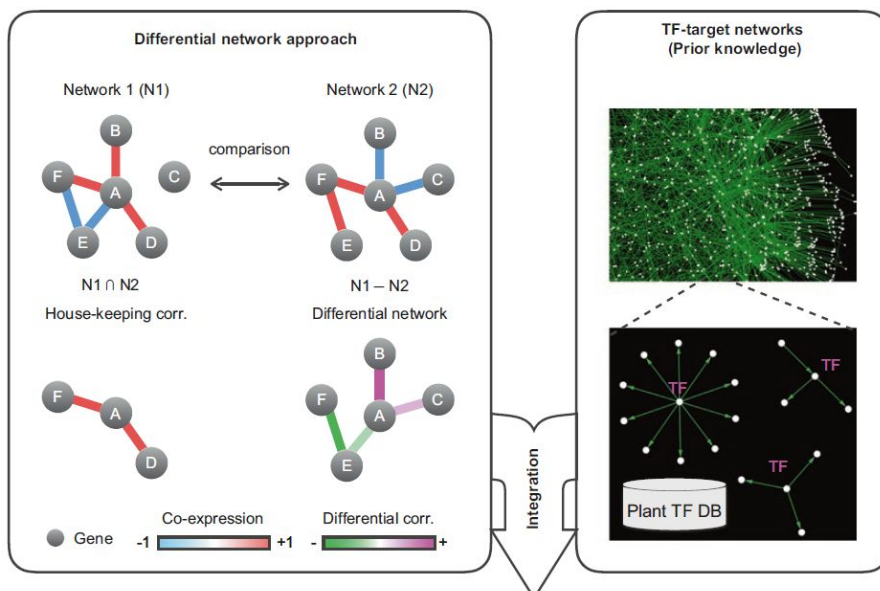 Differential network approach
Network 1 (N1)
Network 2 (N2)
B
F
A
C
E
D
comparison
B
F
A
C
E
D
N1 ∩ N2
House-keeping corr.
N1 – N2
Differential network
F
A
D
B
F
A
C
E
Gene
Co-expression
-1
+1
Differential corr.
-
+
Integration
TF-target networks
(Prior knowledge)
TF
TF
TF
Plant TF DB